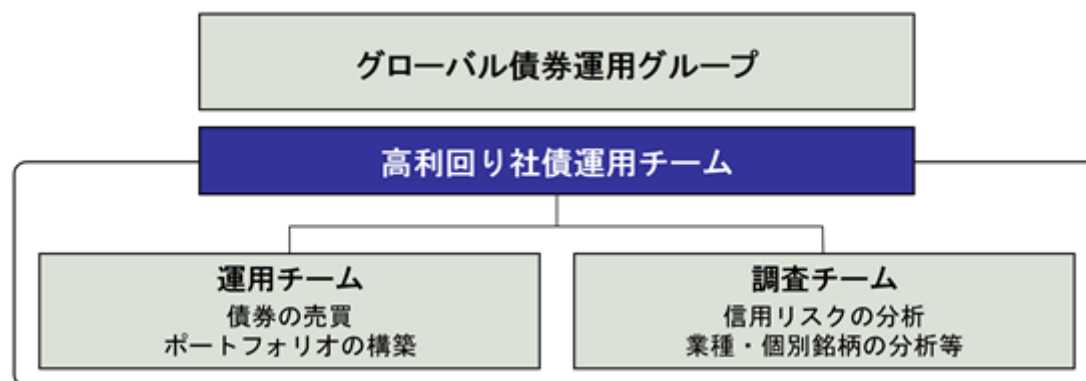 グローバル債券運用グループ
高利回り社債運用チーム
運用チーム
債券の売買
ポートフォリオの構築
調査チーム
信用リスクの分析
業種・個別銘柄の分析等